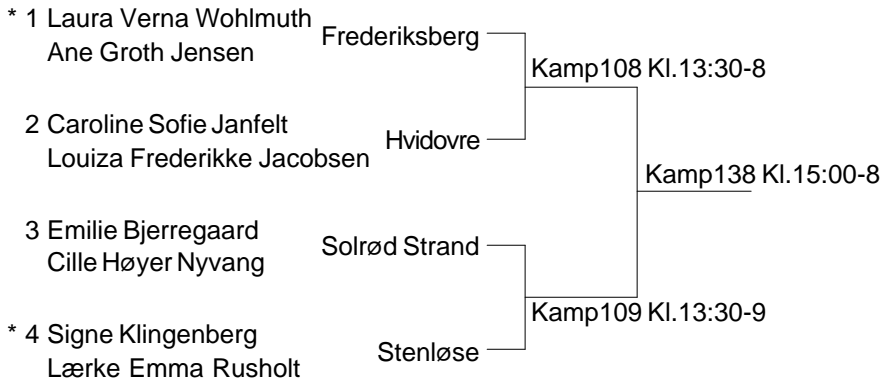 * 1 Laura Verna Wohlmuth
Ane Groth Jensen
Frederiksberg
Kamp108 Kl.13:30-8
2 Caroline Sofie Janfelt
Louiza Frederikke Jacobsen
Hvidovre
Kamp138 Kl.15:00-8
3 Emilie Bjerregaard
Cille Høyer Nyvang
Solrød Strand
Kamp109 Kl.13:30-9
* 4 Signe Klingenberg
Lærke Emma Rusholt
Stenløse